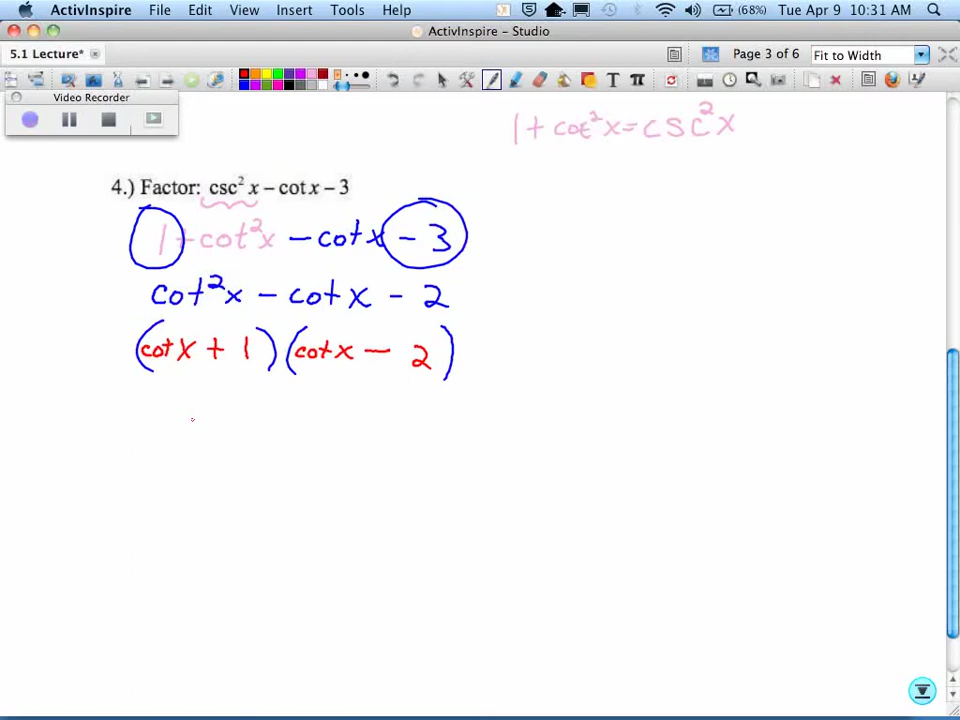 ActivInspire File Edit View Insert Tools Help (68%) Tue Apr 9 10:31 AM
ActivInspire – Studio
5.1 Lecture* Page 3 of 6 Fit to Width
Video Recorder
1 + cot²x = csc²x
4.) Factor: csc² x – cot x – 3
1 + cot²x – cot x – 3
cot²x – cot x – 2
(cot x + 1)(cot x – 2)